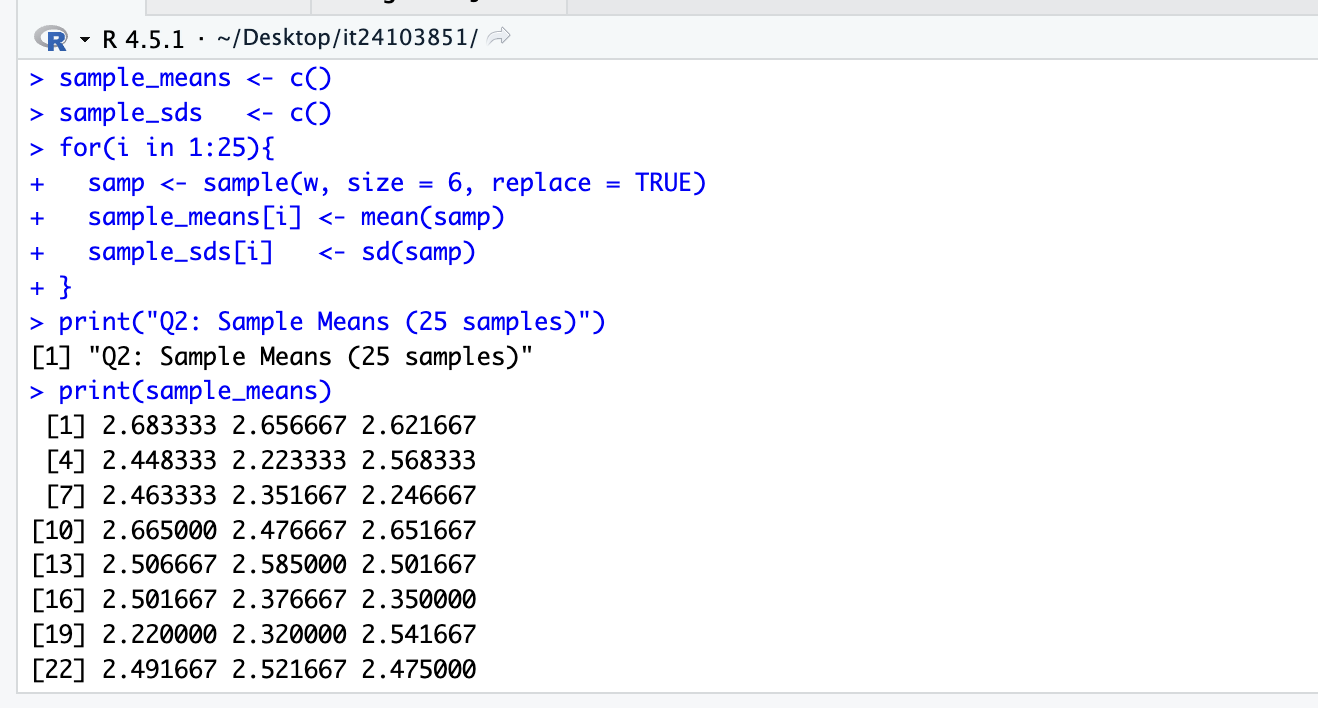 R 4.5.1 · ~/Desktop/it24103851/
> sample_means <- c()
> sample_sds   <- c()
> for(i in 1:25){
+   samp <- sample(w, size = 6, replace = TRUE)
+   sample_means[i] <- mean(samp)
+   sample_sds[i]   <- sd(samp)
+ }
> print("Q2: Sample Means (25 samples)")
[1] "Q2: Sample Means (25 samples)"
> print(sample_means)
 [1] 2.683333 2.656667 2.621667
 [4] 2.448333 2.223333 2.568333
 [7] 2.463333 2.351667 2.246667
[10] 2.665000 2.476667 2.651667
[13] 2.506667 2.585000 2.501667
[16] 2.501667 2.376667 2.350000
[19] 2.220000 2.320000 2.541667
[22] 2.491667 2.521667 2.475000